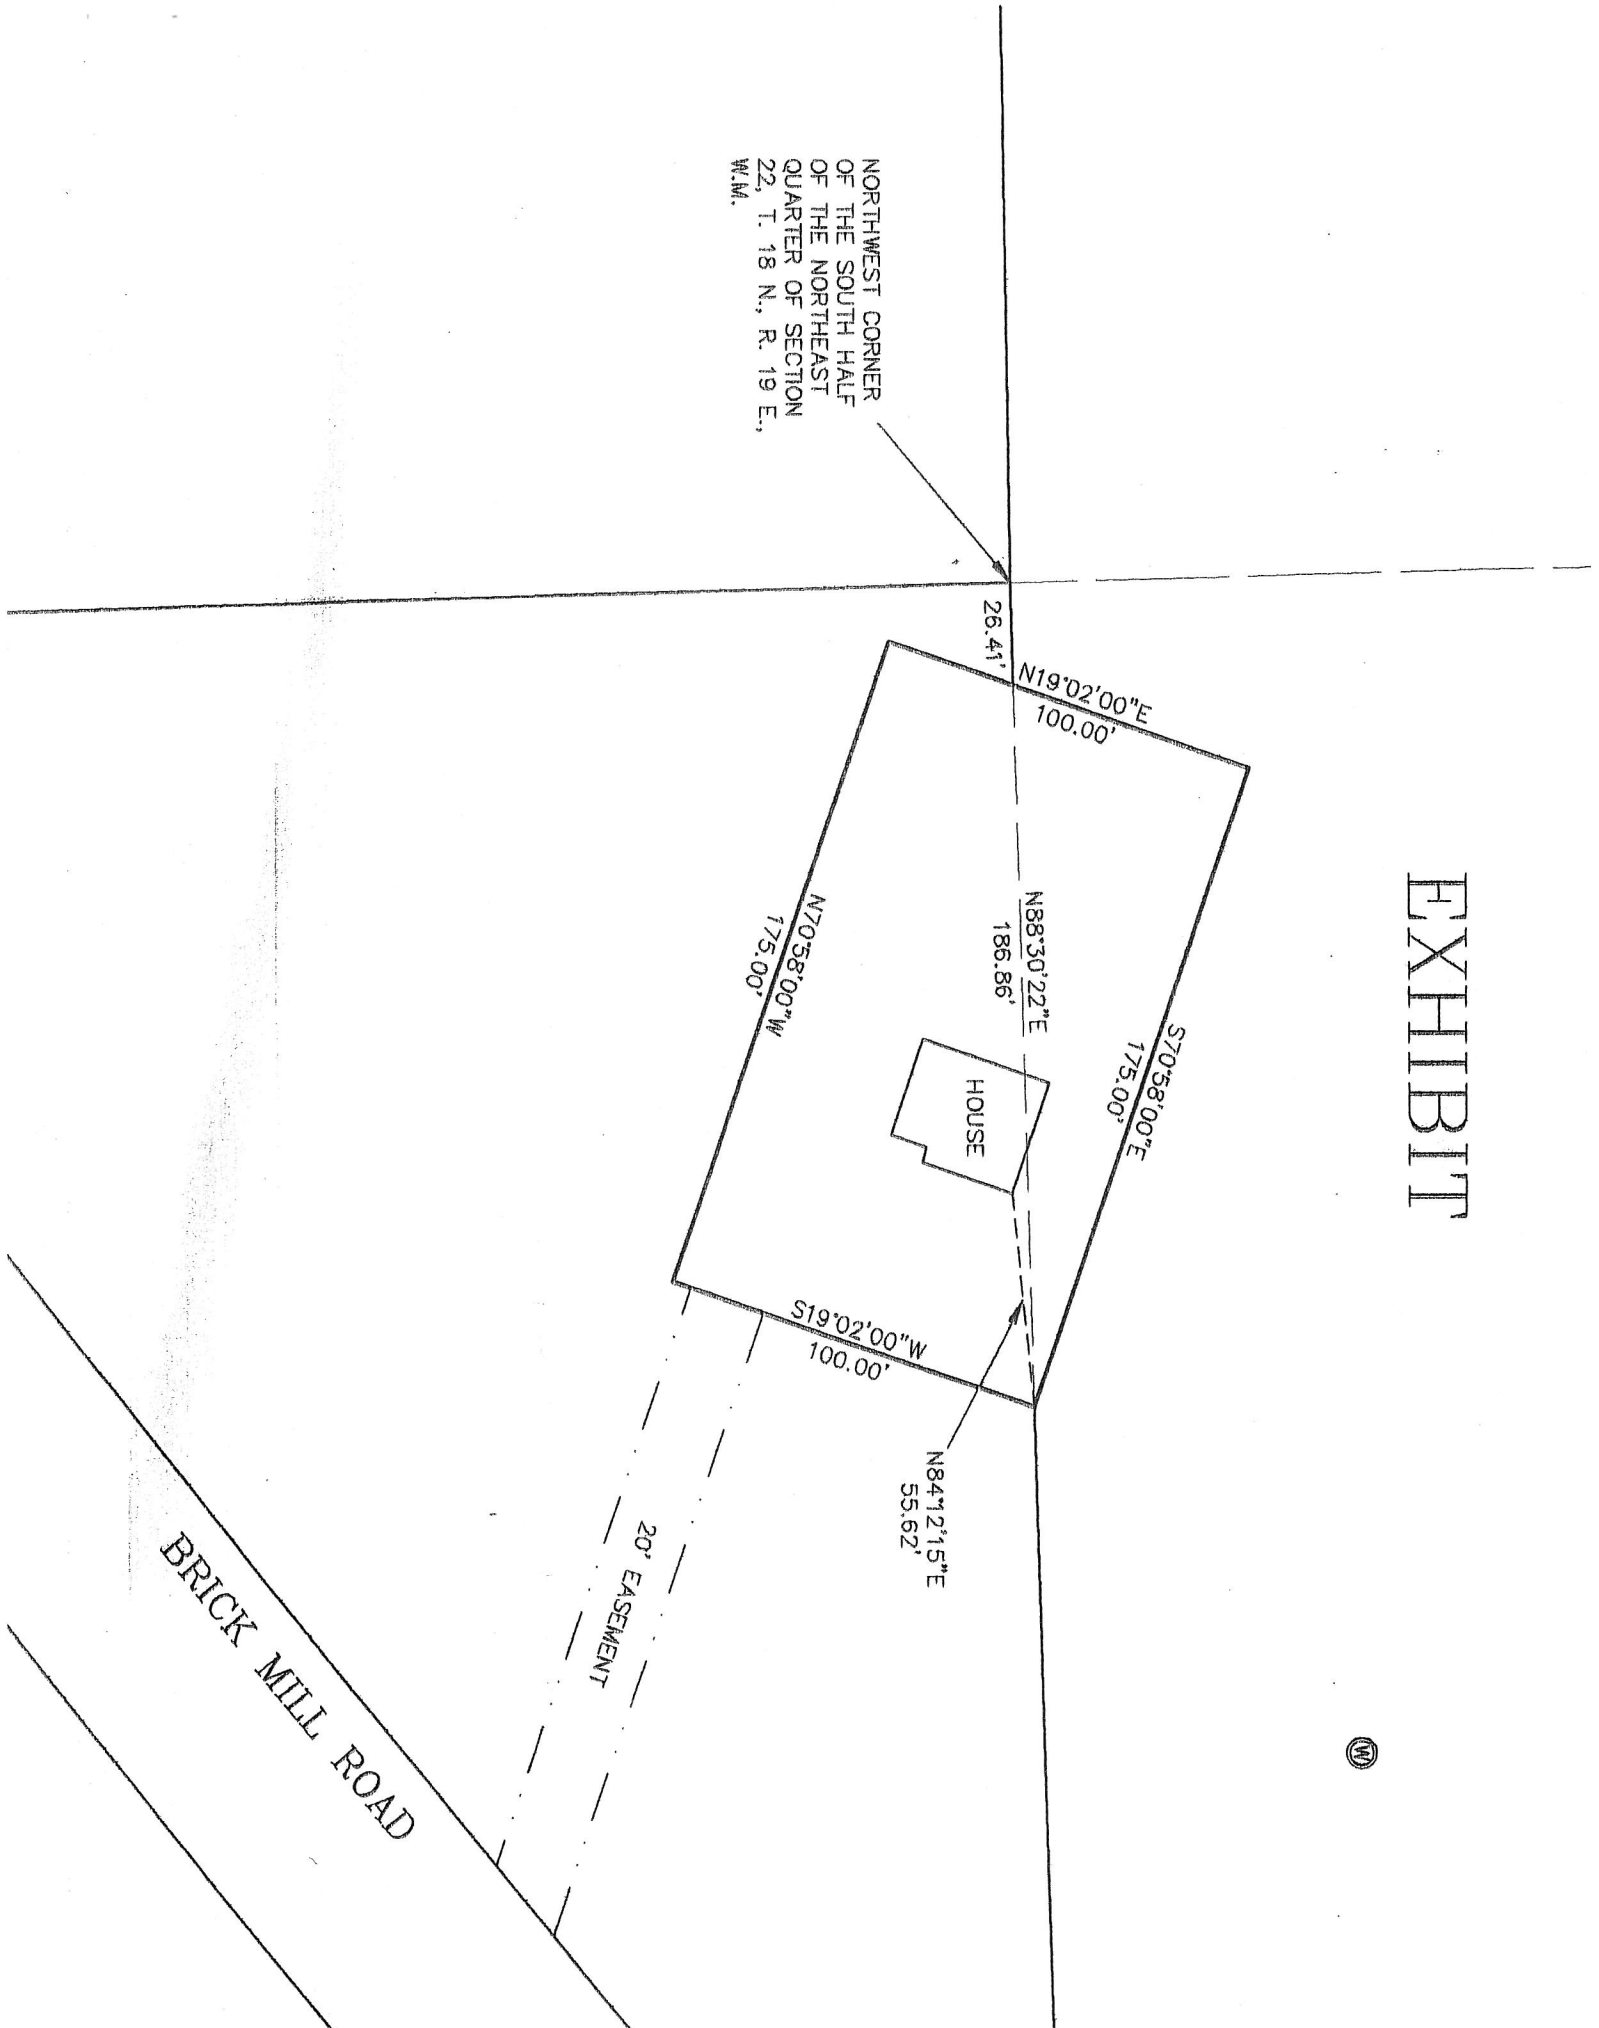 EXHIBIT
Ⓦ
NORTHWEST CORNER
OF THE SOUTH HALF
OF THE NORTHEAST
QUARTER OF SECTION
22, T. 18 N., R. 19 E.,
W.M.
26.41'
N19°02'00"E
100.00'
N88°30'22"E
186.86'
S70°58'00"E
175.00'
HOUSE
N70°58'00"W
175.00'
S19°02'00"W
100.00'
N84°12'15"E
55.62'
20' EASEMENT
BRICK MILL ROAD